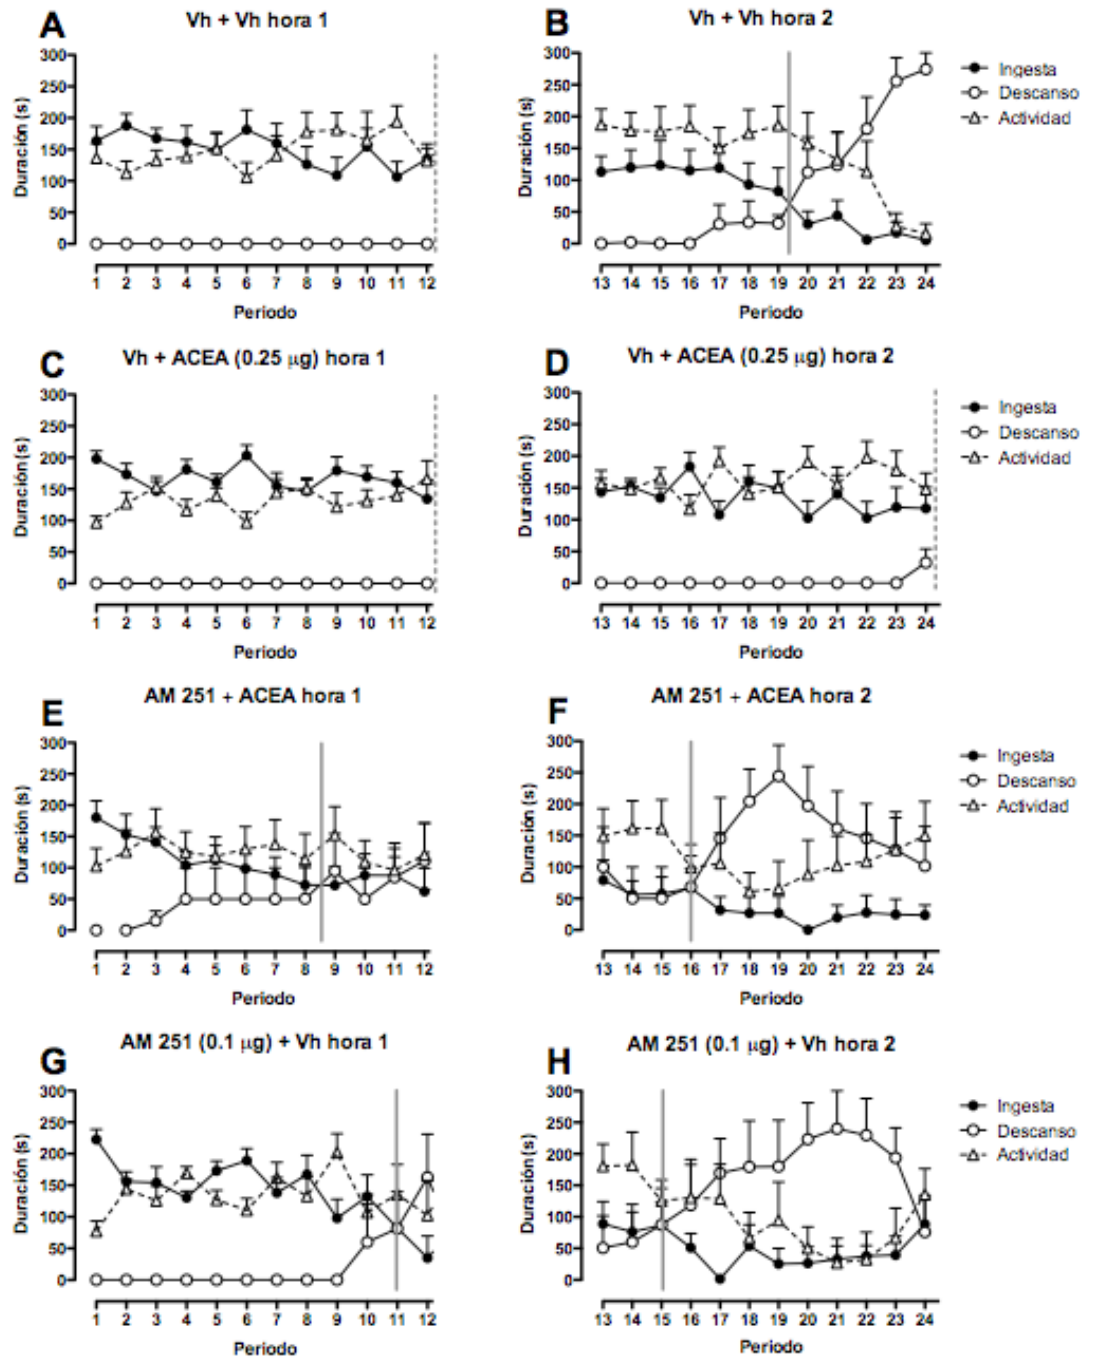 A
Vh + Vh hora 1
Duración (s)
300
250
200
150
100
50
0
1 2 3 4 5 6 7 8 9 10 11 12
Periodo
B
Vh + Vh hora 2
Duración (s)
300
250
200
150
100
50
0
13 14 15 16 17 18 19 20 21 22 23 24
Periodo
Ingesta
Descanso
Actividad
C
Vh + ACEA (0.25 µg) hora 1
Duración (s)
300
250
200
150
100
50
0
1 2 3 4 5 6 7 8 9 10 11 12
Periodo
D
Vh + ACEA (0.25 µg) hora 2
Duración (s)
300
250
200
150
100
50
0
13 14 15 16 17 18 19 20 21 22 23 24
Periodo
Ingesta
Descanso
Actividad
E
AM 251 + ACEA hora 1
Duración (s)
300
250
200
150
100
50
0
1 2 3 4 5 6 7 8 9 10 11 12
Periodo
F
AM 251 + ACEA hora 2
Duración (s)
300
250
200
150
100
50
0
13 14 15 16 17 18 19 20 21 22 23 24
Periodo
Ingesta
Descanso
Actividad
G
AM 251 (0.1 µg) + Vh hora 1
Duración (s)
300
250
200
150
100
50
0
1 2 3 4 5 6 7 8 9 10 11 12
Periodo
H
AM 251 (0.1 µg) + Vh hora 2
Duración (s)
300
250
200
150
100
50
0
13 14 15 16 17 18 19 20 21 22 23 24
Periodo
Ingesta
Descanso
Actividad